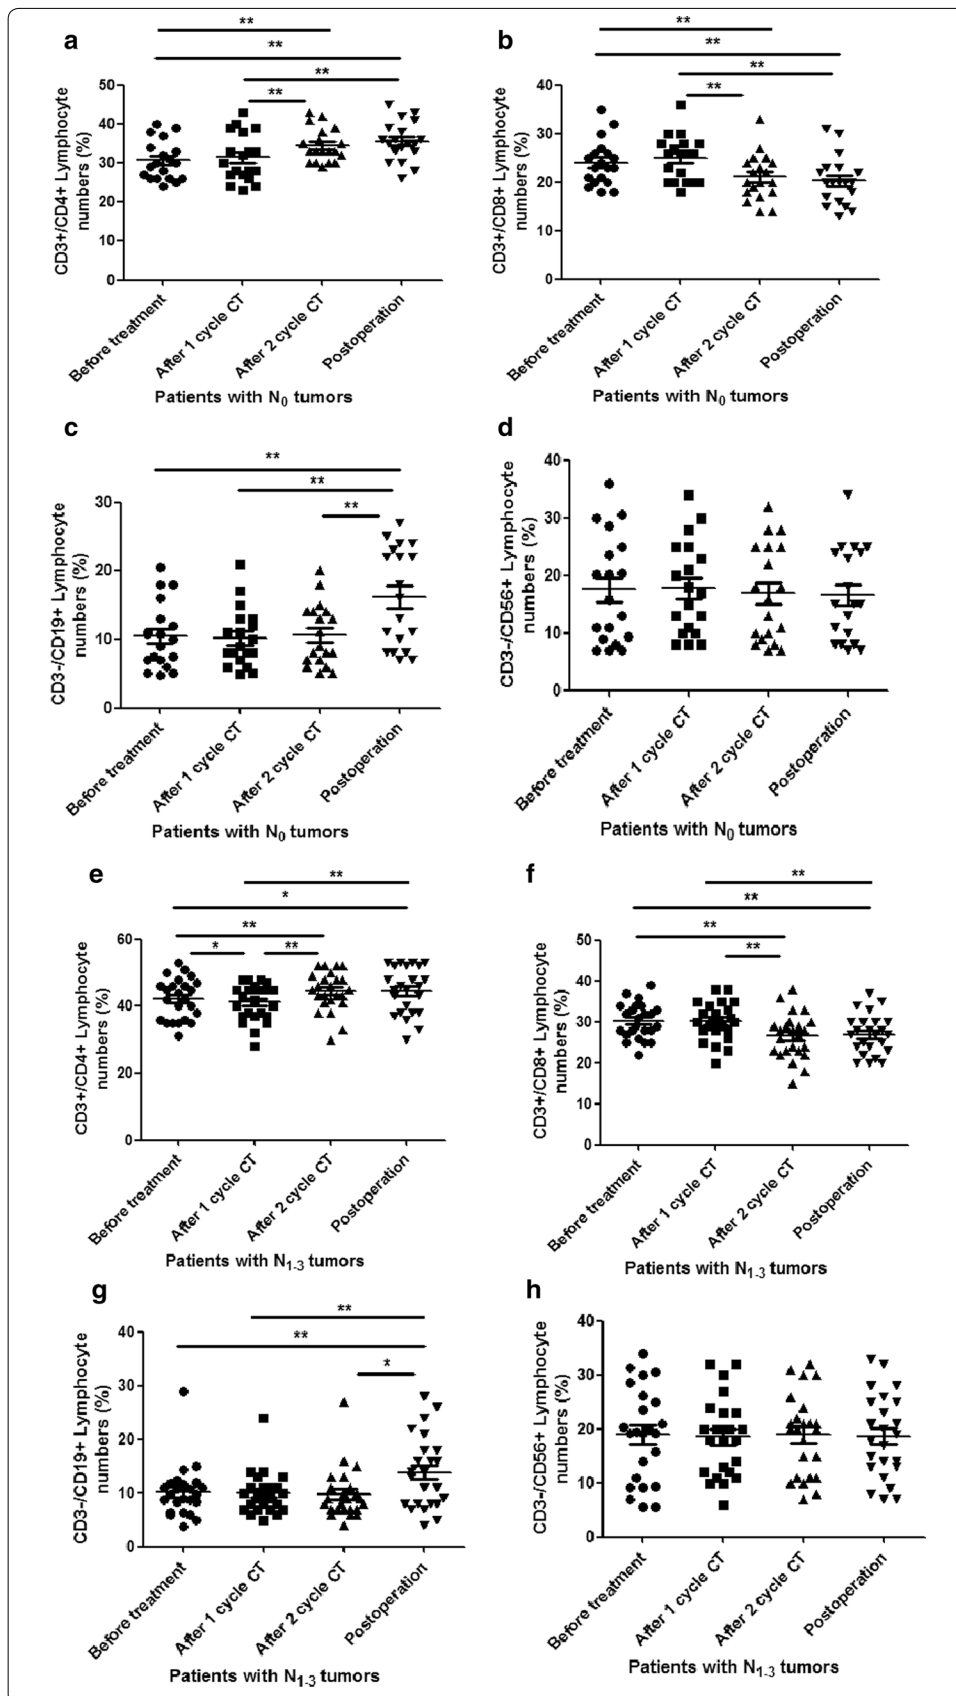 a
**
**
**
**
CD3+/CD4+ Lymphocyte
numbers (%)
50
40
30
20
10
0
Before treatment
After 1 cycle CT
After 2 cycle CT
Postoperation
Patients with N0 tumors
b
**
**
**
**
CD3+/CD8+ Lymphocyte
numbers (%)
40
30
20
10
0
Before treatment
After 1 cycle CT
After 2 cycle CT
Postoperation
Patients with N0 tumors
c
**
**
**
CD3-/CD19+ Lymphocyte
numbers (%)
30
20
10
0
Before treatment
After 1 cycle CT
After 2 cycle CT
Postoperation
Patients with N0 tumors
d
CD3-/CD56+ Lymphocyte
numbers (%)
40
30
20
10
0
Before treatment
After 1 cycle CT
After 2 cycle CT
Postoperation
Patients with N0 tumors
e
**
*
**
*
**
CD3+/CD4+ Lymphocyte
numbers (%)
60
40
20
0
Before treatment
After 1 cycle CT
After 2 cycle CT
Postoperation
Patients with N1-3 tumors
f
**
**
**
**
CD3+/CD8+ Lymphocyte
numbers (%)
50
40
30
20
10
0
Before treatment
After 1 cycle CT
After 2 cycle CT
Postoperation
Patients with N1-3 tumors
g
**
**
*
CD3-/CD19+ Lymphocyte
numbers (%)
40
30
20
10
0
Before treatment
After 1 cycle CT
After 2 cycle CT
Postoperation
Patients with N1-3 tumors
h
CD3-/CD56+ Lymphocyte
numbers (%)
40
30
20
10
0
Before treatment
After 1 cycle CT
After 2 cycle CT
Postoperation
Patients with N1-3 tumors